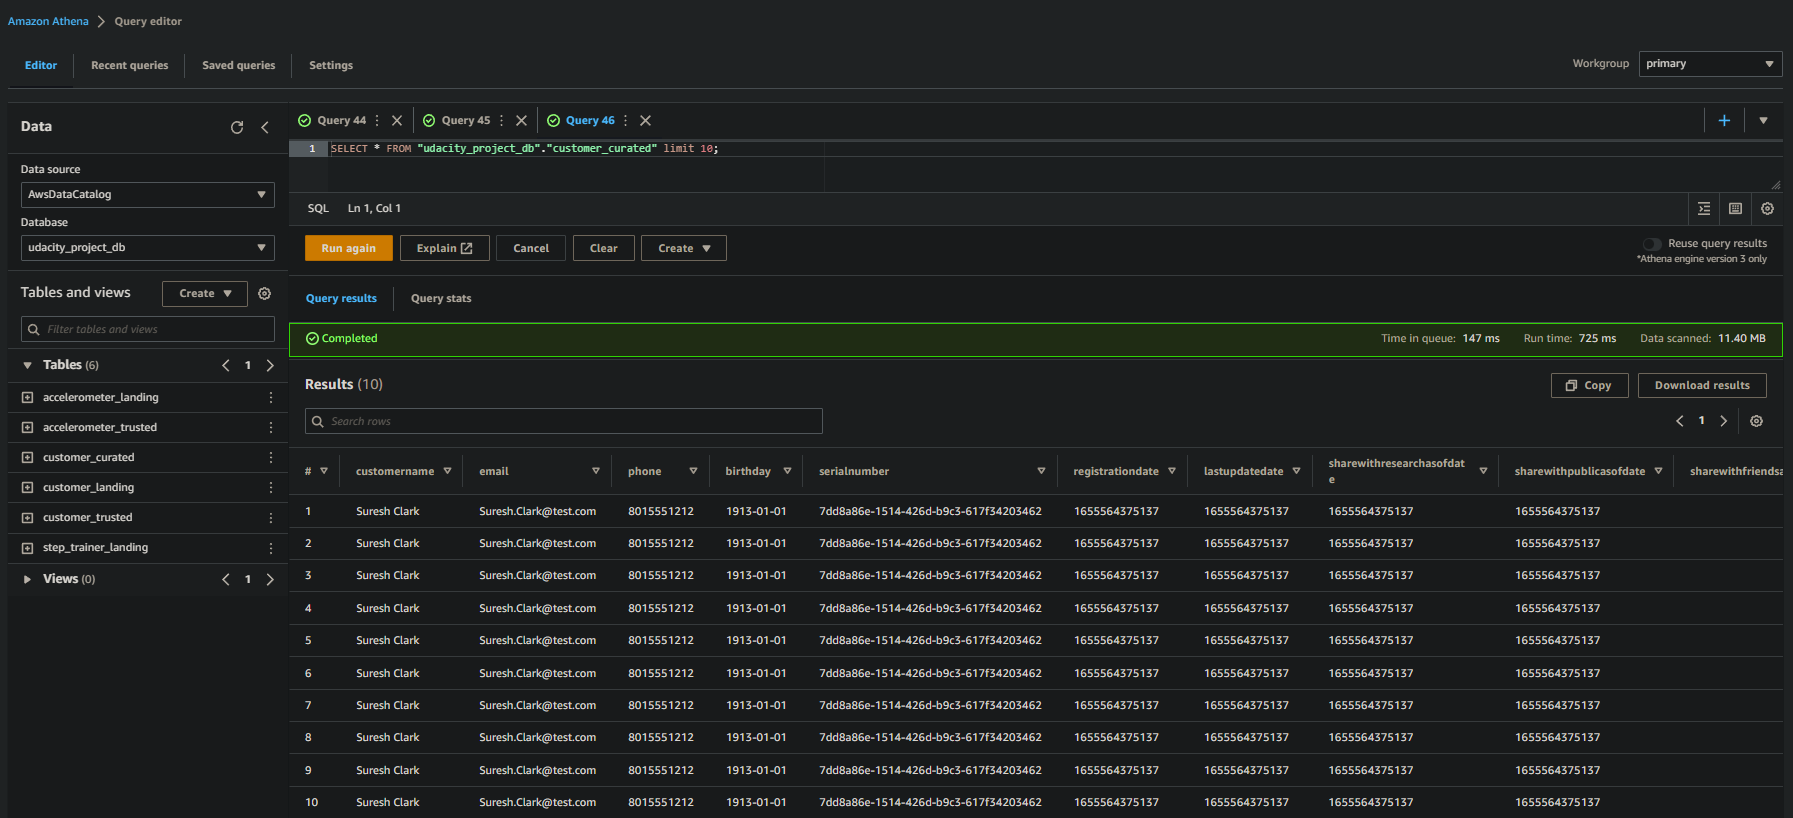 Amazon Athena > Query editor
Editor Recent queries Saved queries Settings Workgroup primary
Data
Data source
AwsDataCatalog
Database
udacity_project_db
Tables and views Create
Filter tables and views
Tables (6) < 1 >
accelerometer_landing
accelerometer_trusted
customer_curated
customer_landing
customer_trusted
step_trainer_landing
Views (0) < 1 >
Query 44 Query 45 Query 46
1 SELECT * FROM "udacity_project_db"."customer_curated" limit 10;
SQL Ln 1, Col 1
Run again Explain Cancel Clear Create
Reuse query results
*Athena engine version 3 only
Query results Query stats
Completed Time in queue: 147 ms Run time: 725 ms Data scanned: 11.40 MB
Results (10) Copy Download results
Search rows < 1 >
# customername email phone birthday serialnumber registrationdate lastupdatedate sharewithresearchasofdat
e sharewithpublicasofdate sharewithfriendsa
1 Suresh Clark Suresh.Clark@test.com 8015551212 1913-01-01 7dd8a86e-1514-426d-b9c3-617f34203462 1655564375137 1655564375137 1655564375137 1655564375137
2 Suresh Clark Suresh.Clark@test.com 8015551212 1913-01-01 7dd8a86e-1514-426d-b9c3-617f34203462 1655564375137 1655564375137 1655564375137 1655564375137
3 Suresh Clark Suresh.Clark@test.com 8015551212 1913-01-01 7dd8a86e-1514-426d-b9c3-617f34203462 1655564375137 1655564375137 1655564375137 1655564375137
4 Suresh Clark Suresh.Clark@test.com 8015551212 1913-01-01 7dd8a86e-1514-426d-b9c3-617f34203462 1655564375137 1655564375137 1655564375137 1655564375137
5 Suresh Clark Suresh.Clark@test.com 8015551212 1913-01-01 7dd8a86e-1514-426d-b9c3-617f34203462 1655564375137 1655564375137 1655564375137 1655564375137
6 Suresh Clark Suresh.Clark@test.com 8015551212 1913-01-01 7dd8a86e-1514-426d-b9c3-617f34203462 1655564375137 1655564375137 1655564375137 1655564375137
7 Suresh Clark Suresh.Clark@test.com 8015551212 1913-01-01 7dd8a86e-1514-426d-b9c3-617f34203462 1655564375137 1655564375137 1655564375137 1655564375137
8 Suresh Clark Suresh.Clark@test.com 8015551212 1913-01-01 7dd8a86e-1514-426d-b9c3-617f34203462 1655564375137 1655564375137 1655564375137 1655564375137
9 Suresh Clark Suresh.Clark@test.com 8015551212 1913-01-01 7dd8a86e-1514-426d-b9c3-617f34203462 1655564375137 1655564375137 1655564375137 1655564375137
10 Suresh Clark Suresh.Clark@test.com 8015551212 1913-01-01 7dd8a86e-1514-426d-b9c3-617f34203462 1655564375137 1655564375137 1655564375137 1655564375137